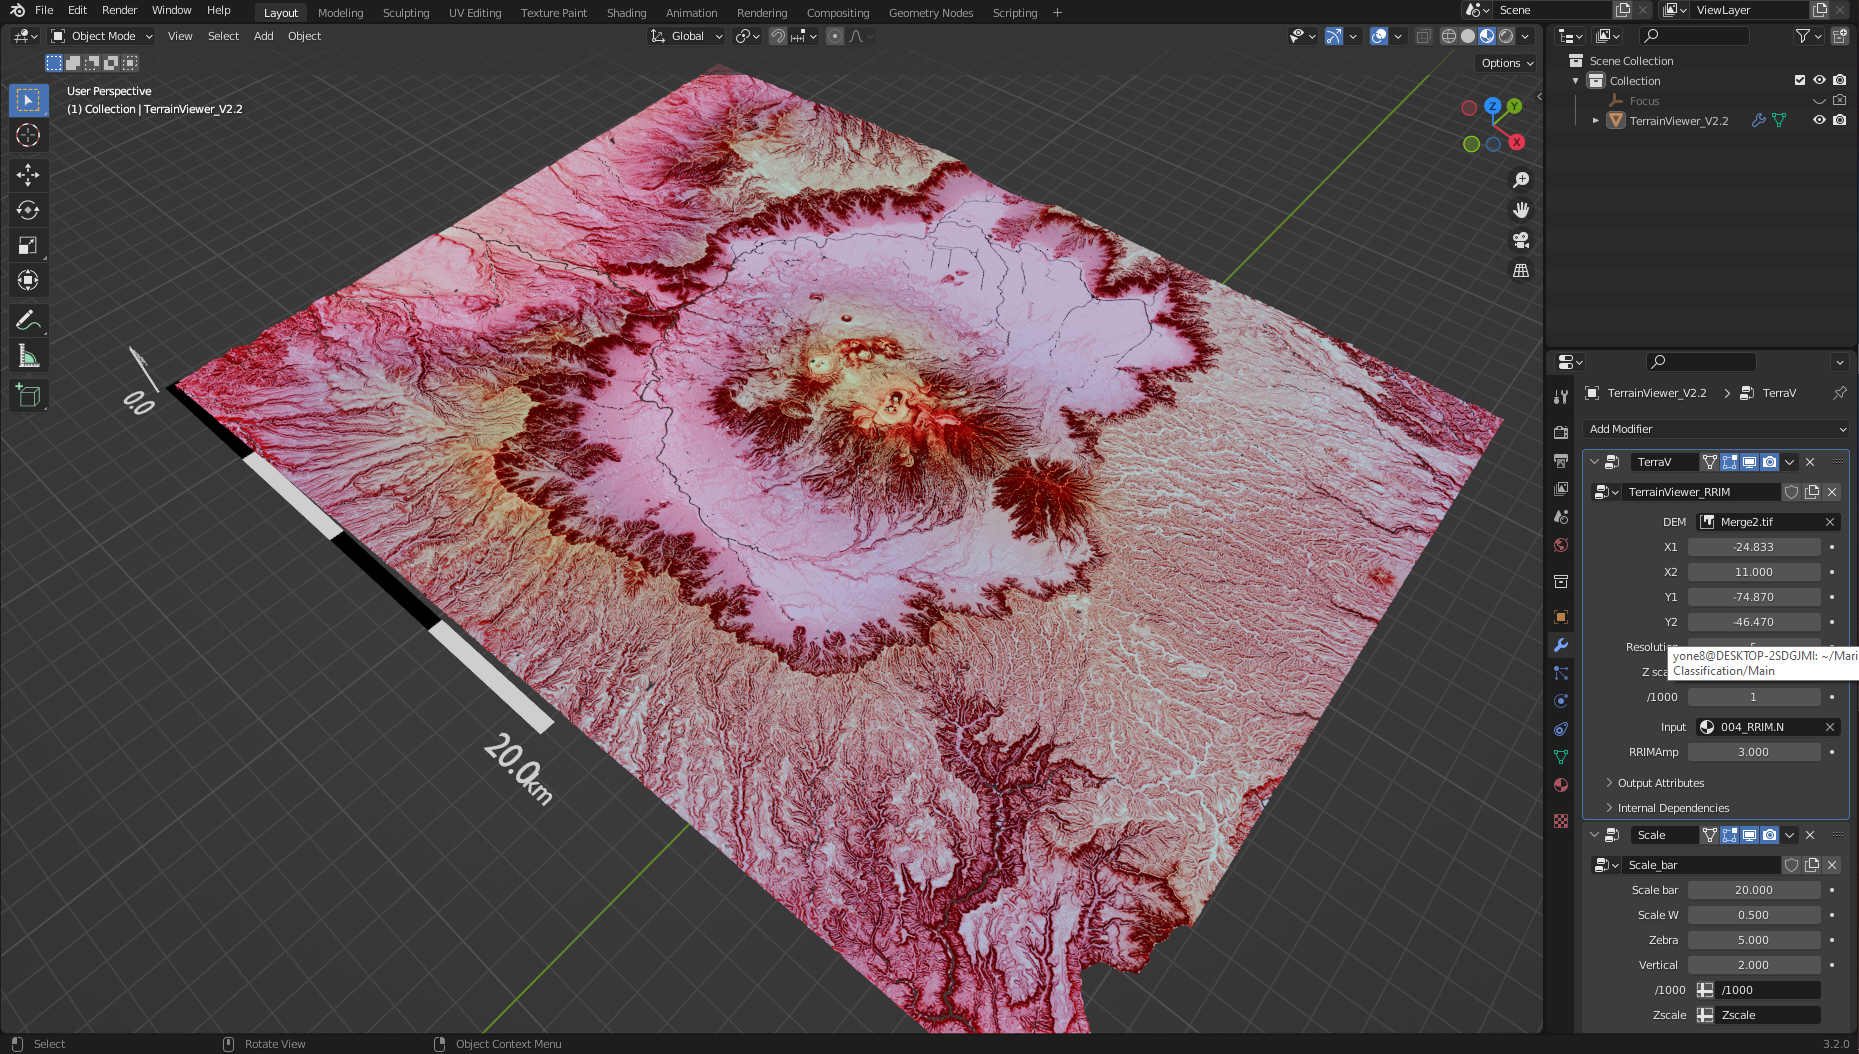 File Edit Render Window Help Layout Modeling Sculpting UV Editing Texture Paint Shading Animation Rendering Compositing Geometry Nodes Scripting + Scene ViewLayer
Object Mode View Select Add Object Global
Options
User Perspective
(1) Collection | TerrainViewer_V2.2
Z Y
X
0.0
20.0km
Scene Collection
Collection
Focus
TerrainViewer_V2.2
TerrainViewer_V2.2 > TerraV
Add Modifier
TerraV
TerrainViewer_RRIM
DEM Merge2.tif
X1 -24.833
X2 11.000
Y1 -74.870
Y2 -46.470
yone8@DESKTOP-2SDGJMI: ~/Mari
Classification/Main
/1000 1
Input 004_RRIM.N
RRIMAmp 3.000
Output Attributes
Internal Dependencies
Scale
Scale_bar
Scale bar 20.000
Scale W 0.500
Zebra 5.000
Vertical 2.000
/1000 /1000
Zscale Zscale
Select Rotate View Object Context Menu 3.2.0